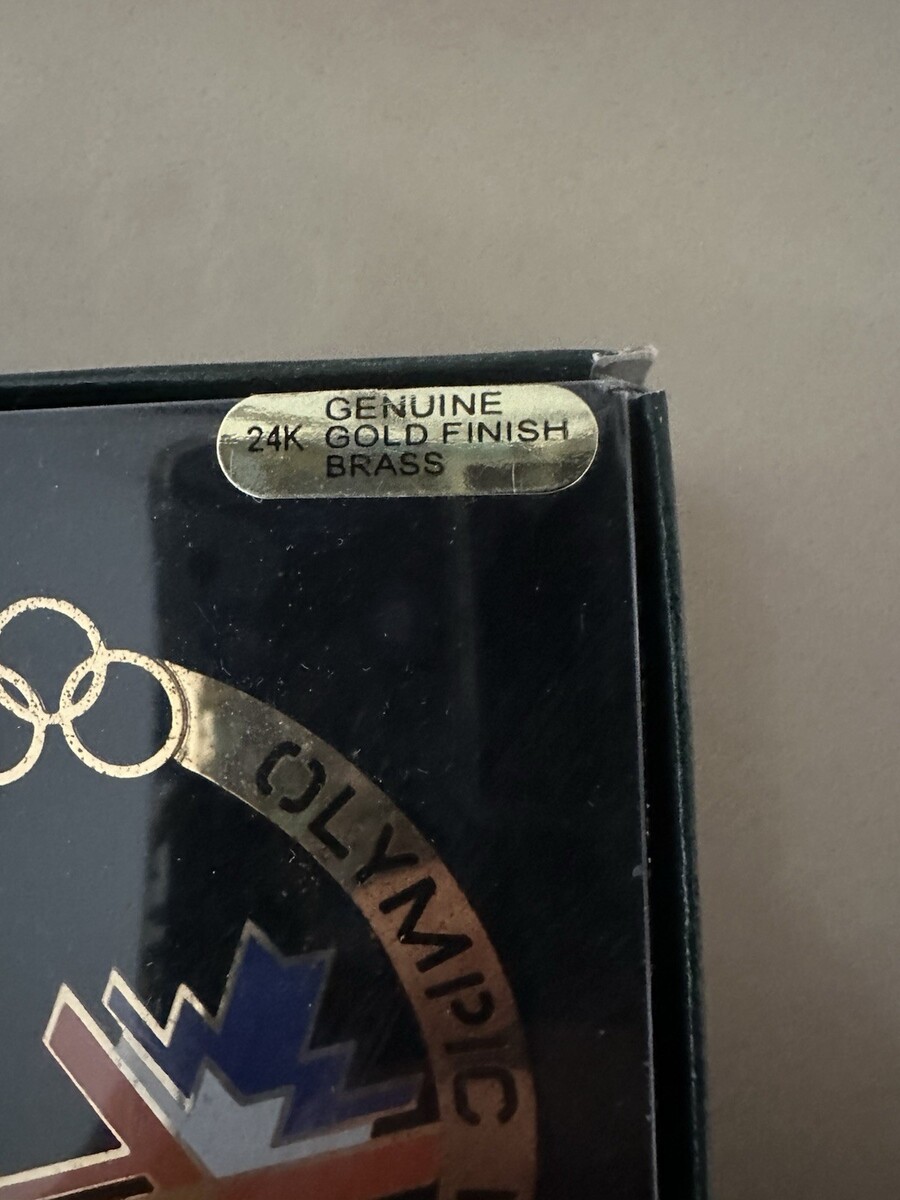 GENUINE
24K GOLD FINISH
BRASS
OLYMPIC